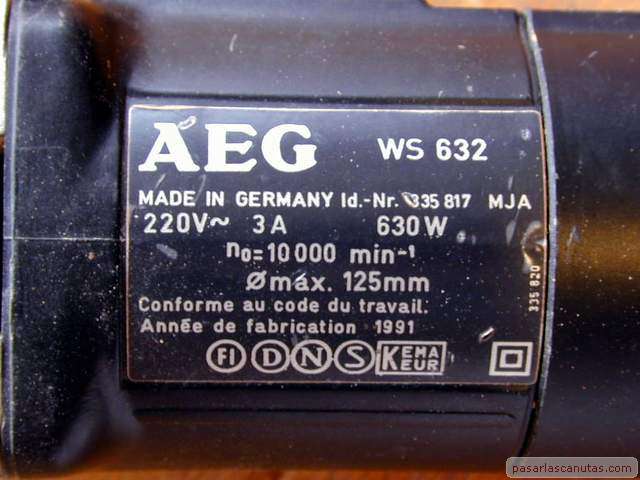 AEG WS 632
MADE IN GERMANY Id.-Nr. 335 817 MJA
220V~ 3A 630W
n₀=10000 min⁻¹
Ømáx. 125mm
Conforme au code du travail.
Année de fabrication 1991
FI D N S KEMA KEUR
335 820
pasarlascanutas.com